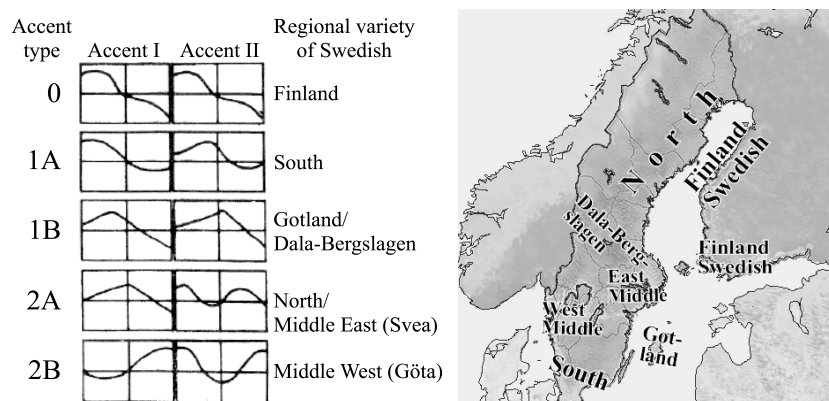 Accent type
Accent I
Accent II
Regional variety of Swedish
0
Finland
1A
South
1B
Gotland/
Dala-Bergslagen
2A
North/
Middle East (Svea)
2B
Middle West (Göta)
North
Finland
Swedish
Dala-Berg-
slagen
Finland
Swedish
East
Middle
West
Middle
Got-
land
South